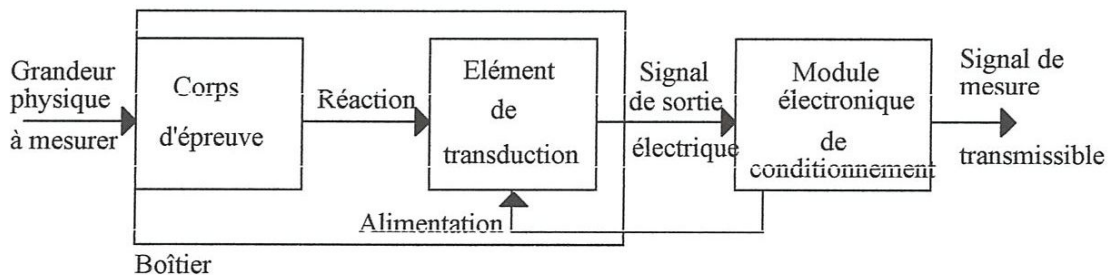 Grandeur
physique
à mesurer
Corps
d'épreuve
Réaction
Elément
de
transduction
Signal
de sortie
électrique
Module
électronique
de
conditionnement
Signal de
mesure
transmissible
Alimentation
Boîtier